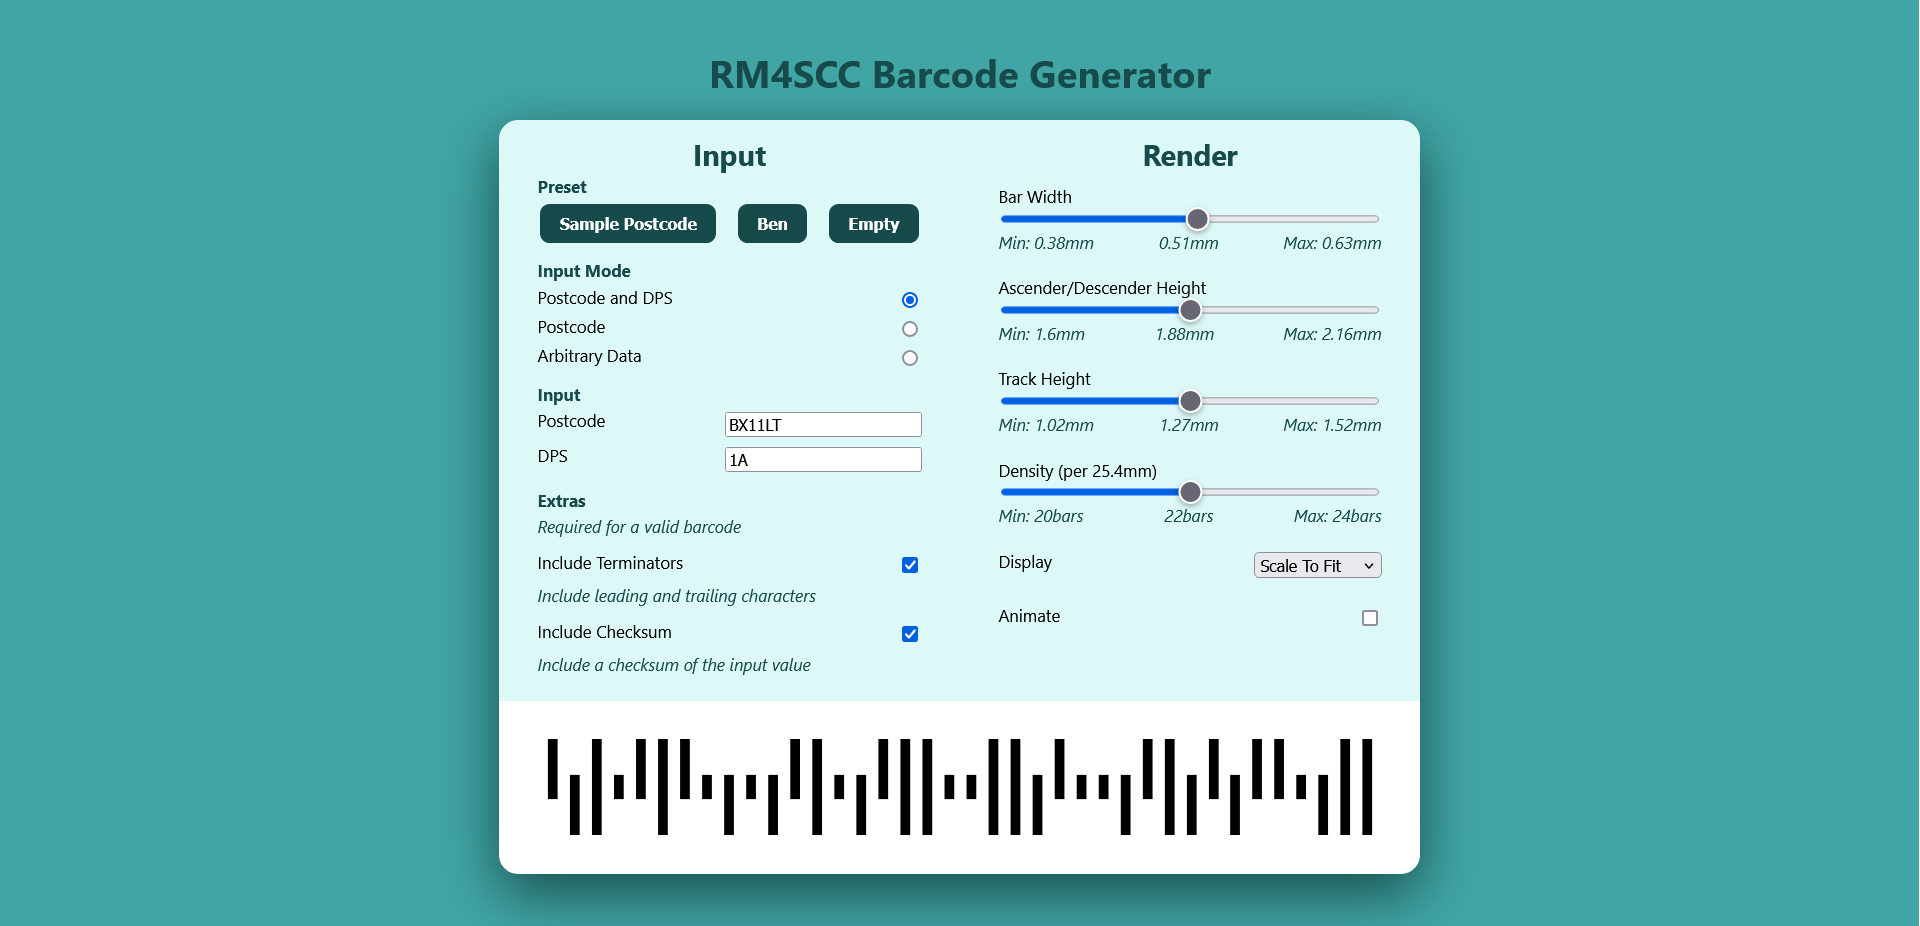 RM4SCC Barcode Generator
Input
Preset
Sample Postcode Ben Empty
Input Mode
Postcode and DPS
Postcode
Arbitrary Data
Input
Postcode BX11LT
DPS 1A
Extras
Required for a valid barcode
Include Terminators
Include leading and trailing characters
Include Checksum
Include a checksum of the input value
Render
Bar Width
Min: 0.38mm 0.51mm Max: 0.63mm
Ascender/Descender Height
Min: 1.6mm 1.88mm Max: 2.16mm
Track Height
Min: 1.02mm 1.27mm Max: 1.52mm
Density (per 25.4mm)
Min: 20bars 22bars Max: 24bars
Display Scale To Fit
Animate